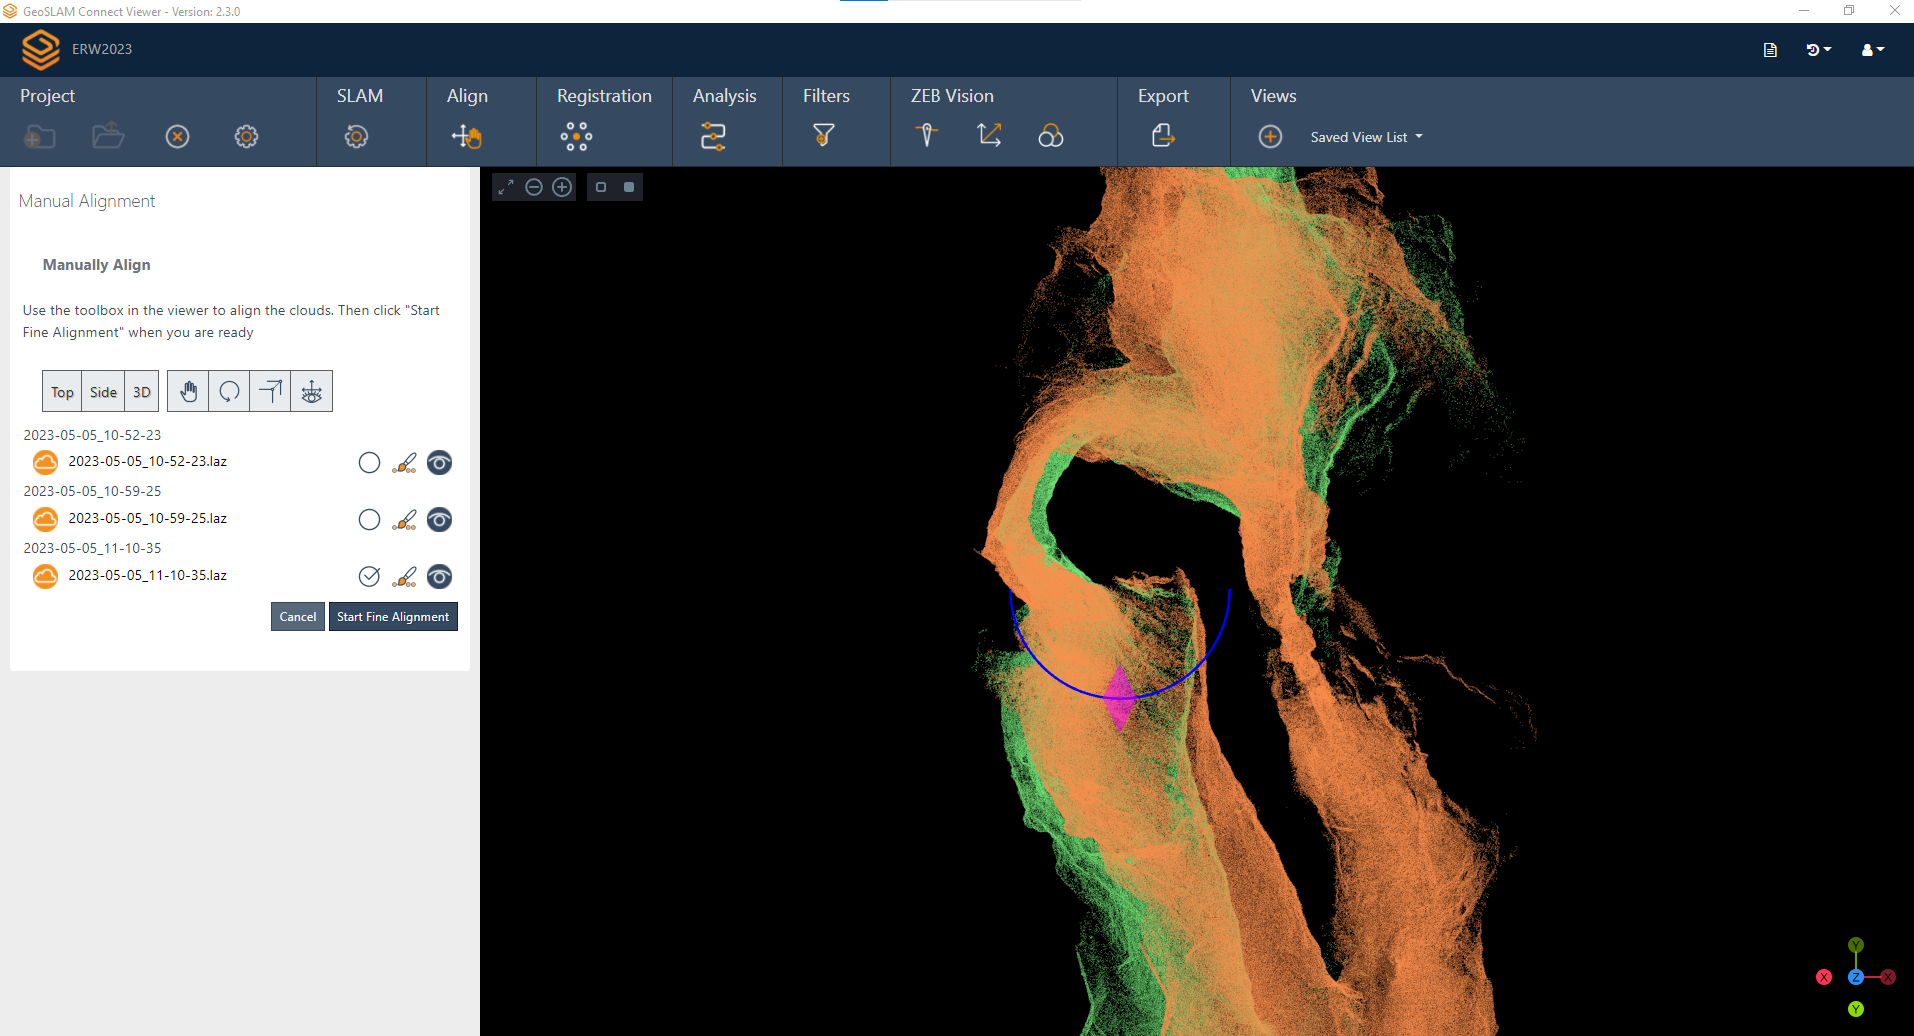 GeoSLAM Connect Viewer - Version: 2.3.0
ERW2023
Project
SLAM
Align
Registration
Analysis
Filters
ZEB Vision
Export
Views
Saved View List
Manual Alignment
Manually Align
Use the toolbox in the viewer to align the clouds. Then click "Start
Fine Alignment" when you are ready
Top Side 3D
2023-05-05_10-52-23
2023-05-05_10-52-23.laz
2023-05-05_10-59-25
2023-05-05_10-59-25.laz
2023-05-05_11-10-35
2023-05-05_11-10-35.laz
Cancel Start Fine Alignment
Y
X Z X
Y